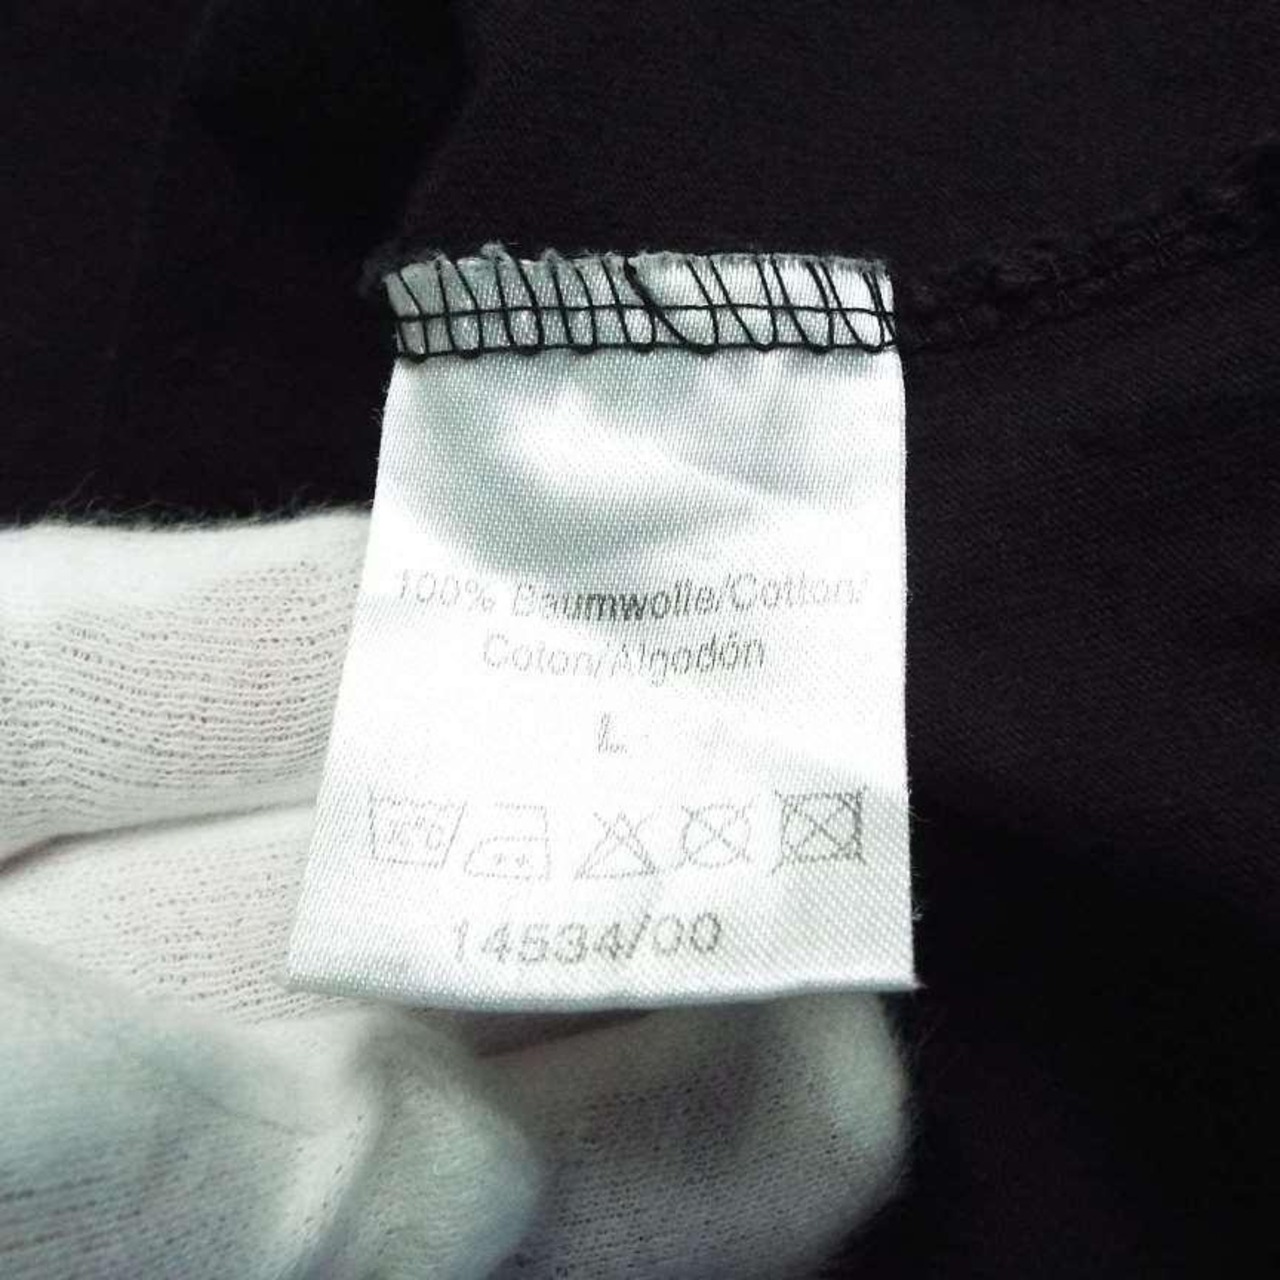 100% Baumwolle/Cotton/
Coton/Algodón
L
14534/00